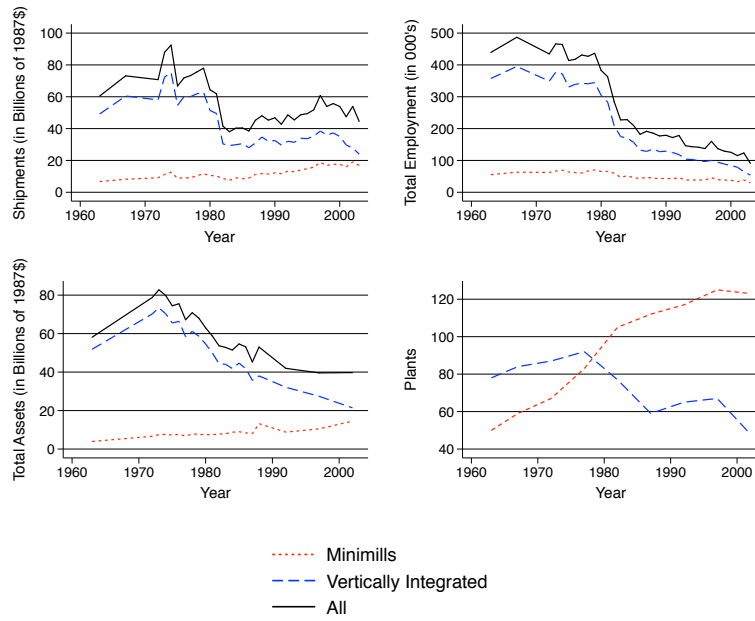 Shipments (in Billions of 1987$)
100
80
60
40
20
0
1960 1970 1980 1990 2000
Year
Total Employment (in 000's)
500
400
300
200
100
0
1960 1970 1980 1990 2000
Year
Total Assets (in Billions of 1987$)
80
60
40
20
0
1960 1970 1980 1990 2000
Year
Plants
120
100
80
60
40
1960 1970 1980 1990 2000
Year
Minimills
Vertically Integrated
All